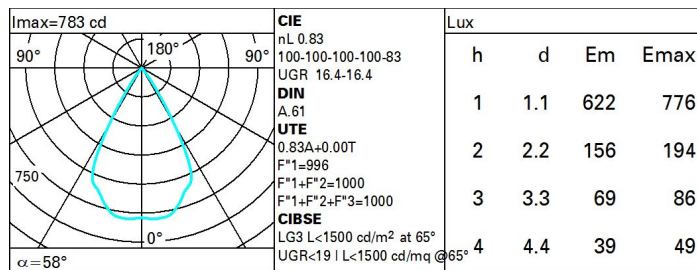 Imax=783 cd
90°
180°
90°
750
0°
α=58°
CIE
nL 0.83
100-100-100-100-83
UGR 16.4-16.4
DIN
A.61
UTE
0.83A+0.00T
F"1=996
F"1+F"2=1000
F"1+F"2+F"3=1000
CIBSE
LG3 L<1500 cd/m² at 65°
UGR<19 | L<1500 cd/mq @65°
Lux
h d Em Emax
1 1.1 622 776
2 2.2 156 194
3 3.3 69 86
4 4.4 39 49